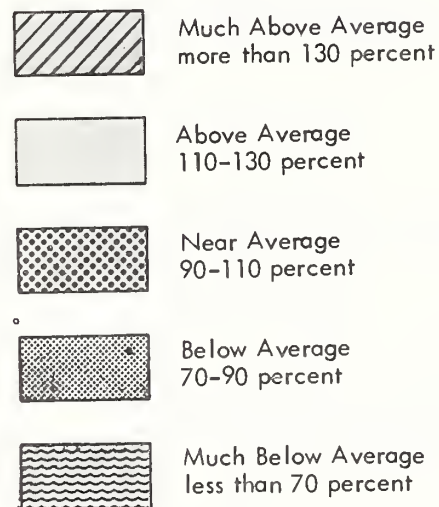 Much Above Average
more than 130 percent
Above Average
110-130 percent
Near Average
90-110 percent
Below Average
70-90 percent
Much Below Average
less than 70 percent